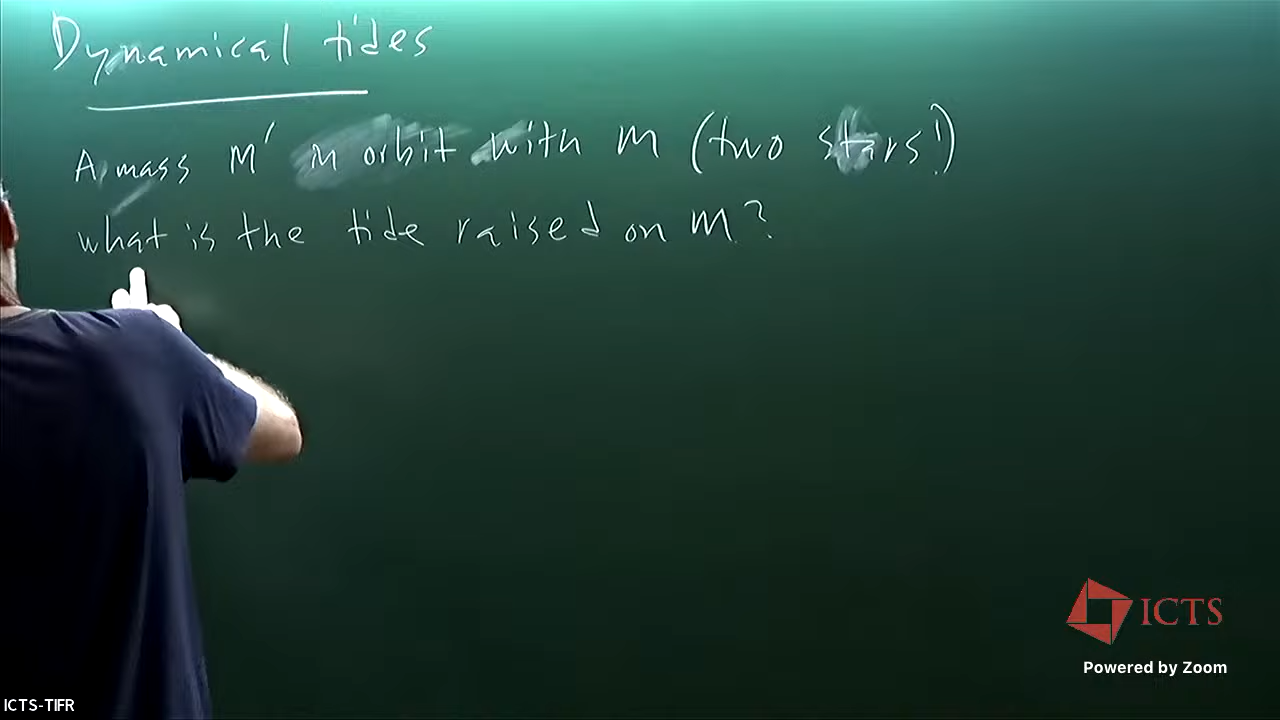 Dynamical tides
A mass M' in orbit with M (two stars!)
what is the tide raised on M?
ICTS
Powered by Zoom
ICTS-TIFR